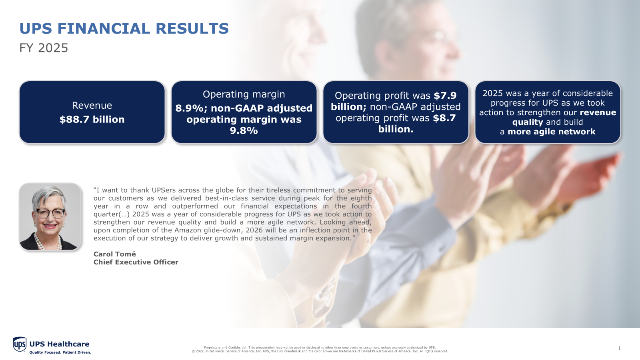 UPS FINANCIAL RESULTS
FY 2025
Revenue
$88.7 billion
Operating margin
8.9%; non-GAAP adjusted
operating margin was
9.8%
Operating profit was $7.9
billion; non-GAAP adjusted
operating profit was $8.7
billion.
2025 was a year of considerable
progress for UPS as we took
action to strengthen our revenue
quality and build
a more agile network
"I want to thank UPSers across the globe for their tireless commitment to serving
our customers as we delivered best-in-class service during peak for the eighth
year in a row and outperformed our financial expectations in the fourth
quarter(..) 2025 was a year of considerable progress for UPS as we took action to
strengthen our revenue quality and build a more agile network. Looking ahead,
upon completion of the Amazon glide-down, 2026 will be an inflection point in the
execution of our strategy to deliver growth and sustained margin expansion."
Carol Tomé
Chief Executive Officer
ups
UPS Healthcare
Quality Focused. Patient Driven.
1